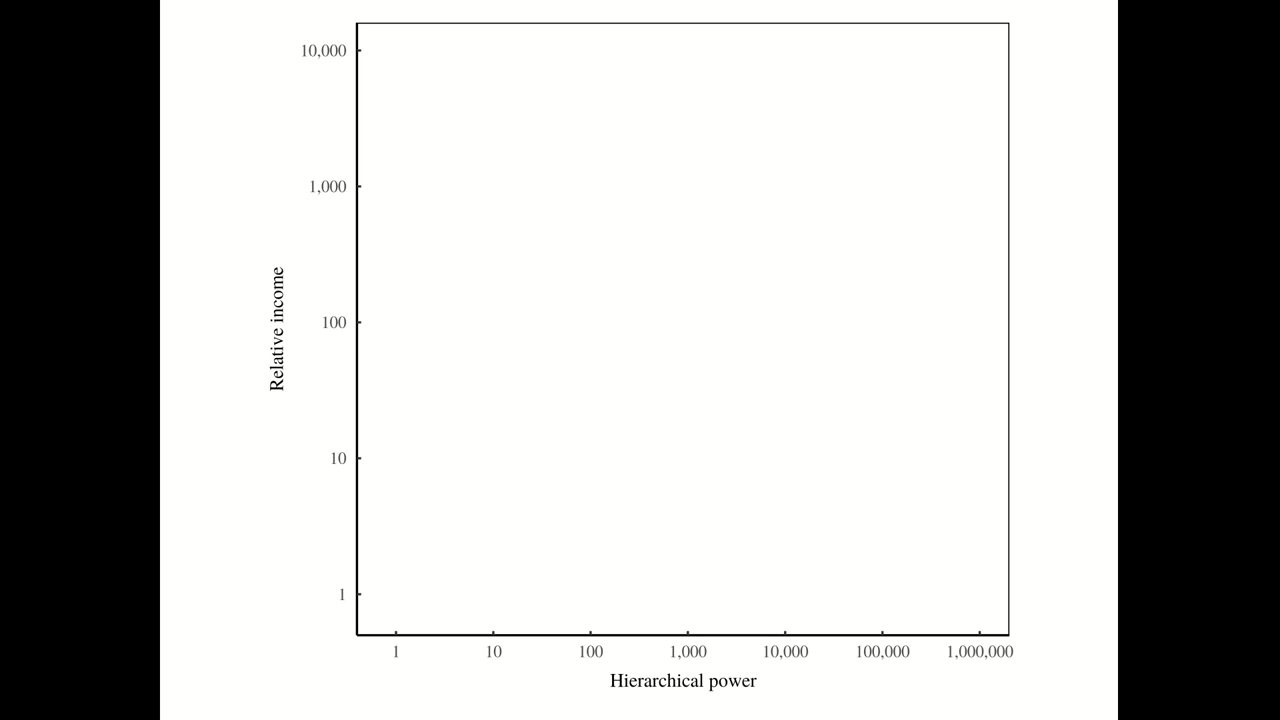 10,000
1,000
100
10
1
Relative income
1 10 100 1,000 10,000 100,000 1,000,000
Hierarchical power